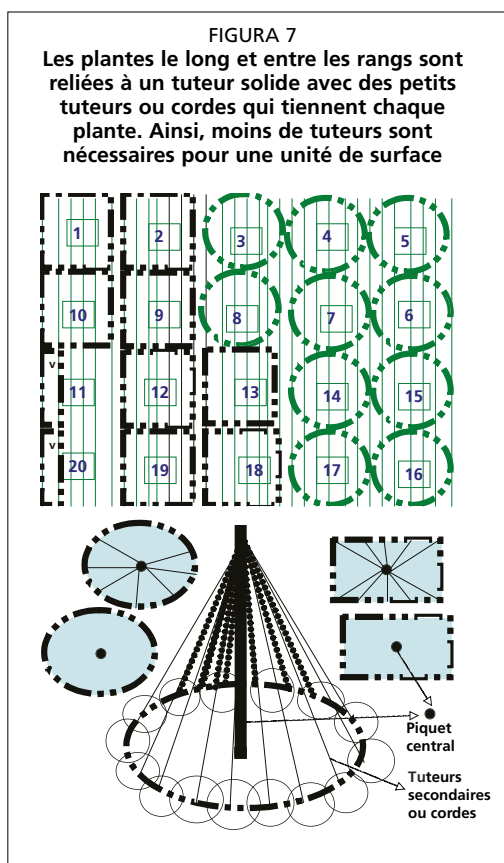 FIGURA 7
Les plantes le long et entre les rangs sont
reliées à un tuteur solide avec des petits
tuteurs ou cordes qui tiennent chaque
plante. Ainsi, moins de tuteurs sont
nécessaires pour une unité de surface
1 2 3 4 5
10 9 8 7 6
v
11 12 13 14 15
v
20 19 18 17 16
Piquet
central
Tuteurs
secondaires
ou cordes